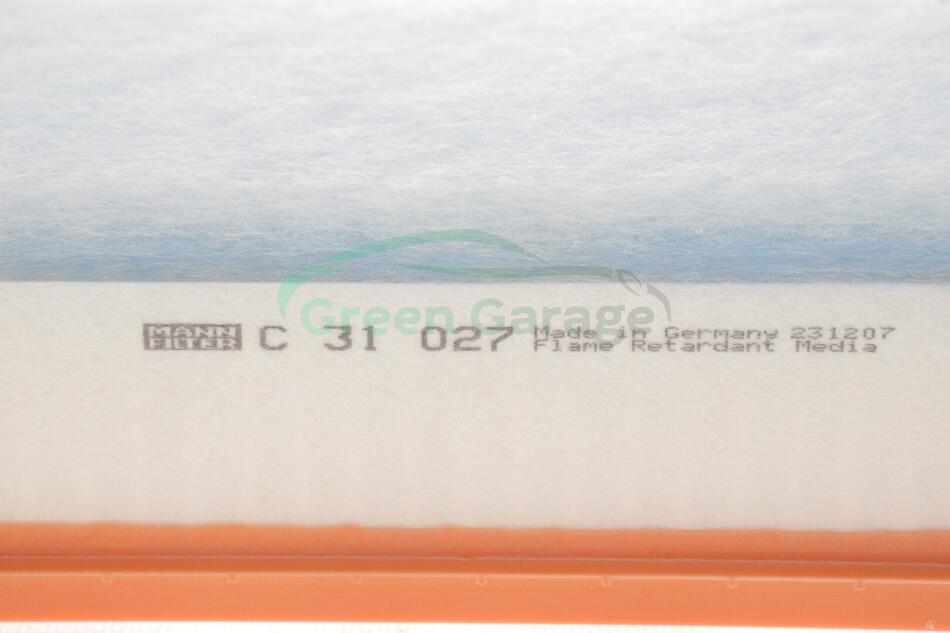 Green Garage
MANN FILTER C 31 027 Made in Germany 231207
Flame Retardant Media